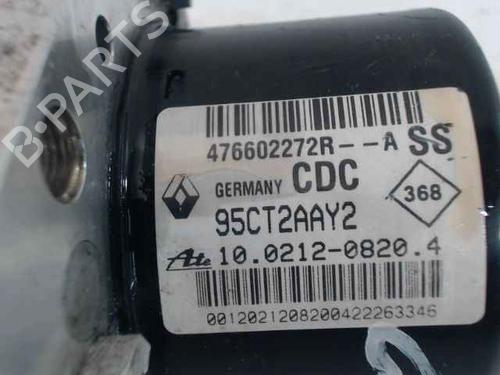 B-PARTS
476602272R--A SS
GERMANY CDC
368
95CT2AAY2
Ate 10.0212-0820.4
0012021208200422263346